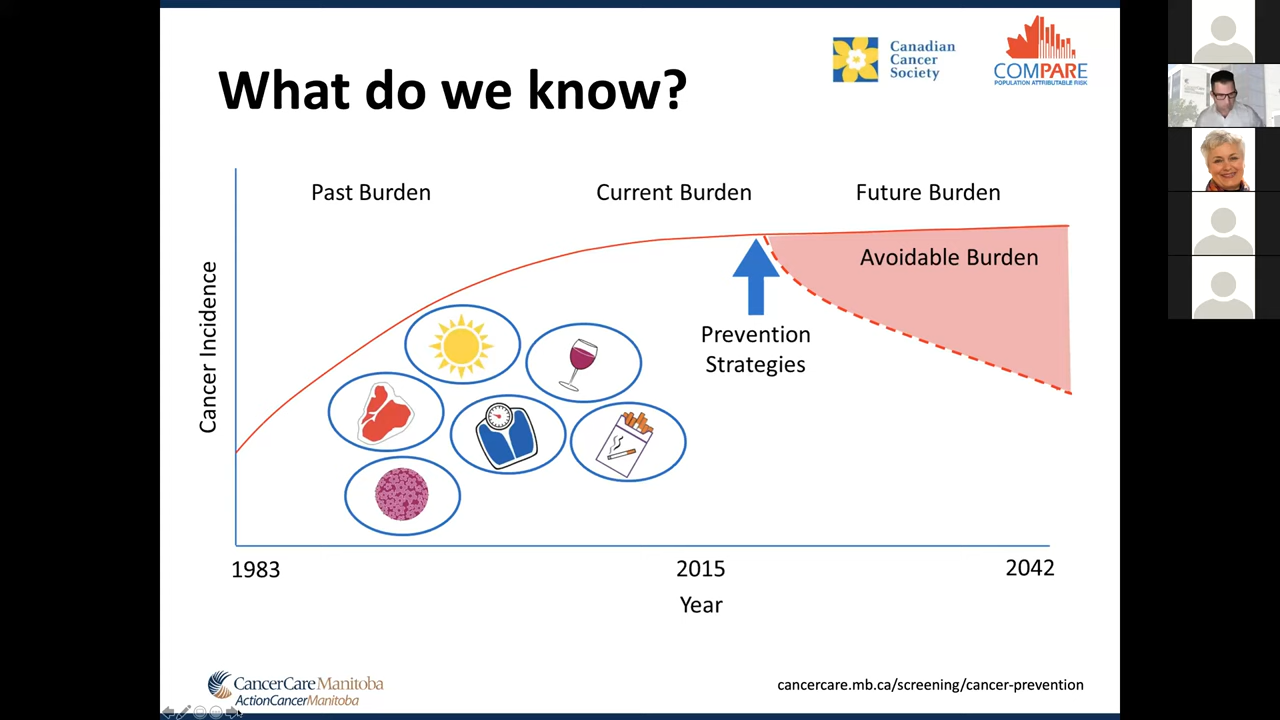 What do we know?
Canadian
Cancer
Society
COMPARE
POPULATION ATTRIBUTABLE RISK
Past Burden
Current Burden
Future Burden
Avoidable Burden
Prevention
Strategies
Cancer Incidence
1983
2015
2042
Year
CancerCare Manitoba
ActionCancerManitoba
cancercare.mb.ca/screening/cancer-prevention